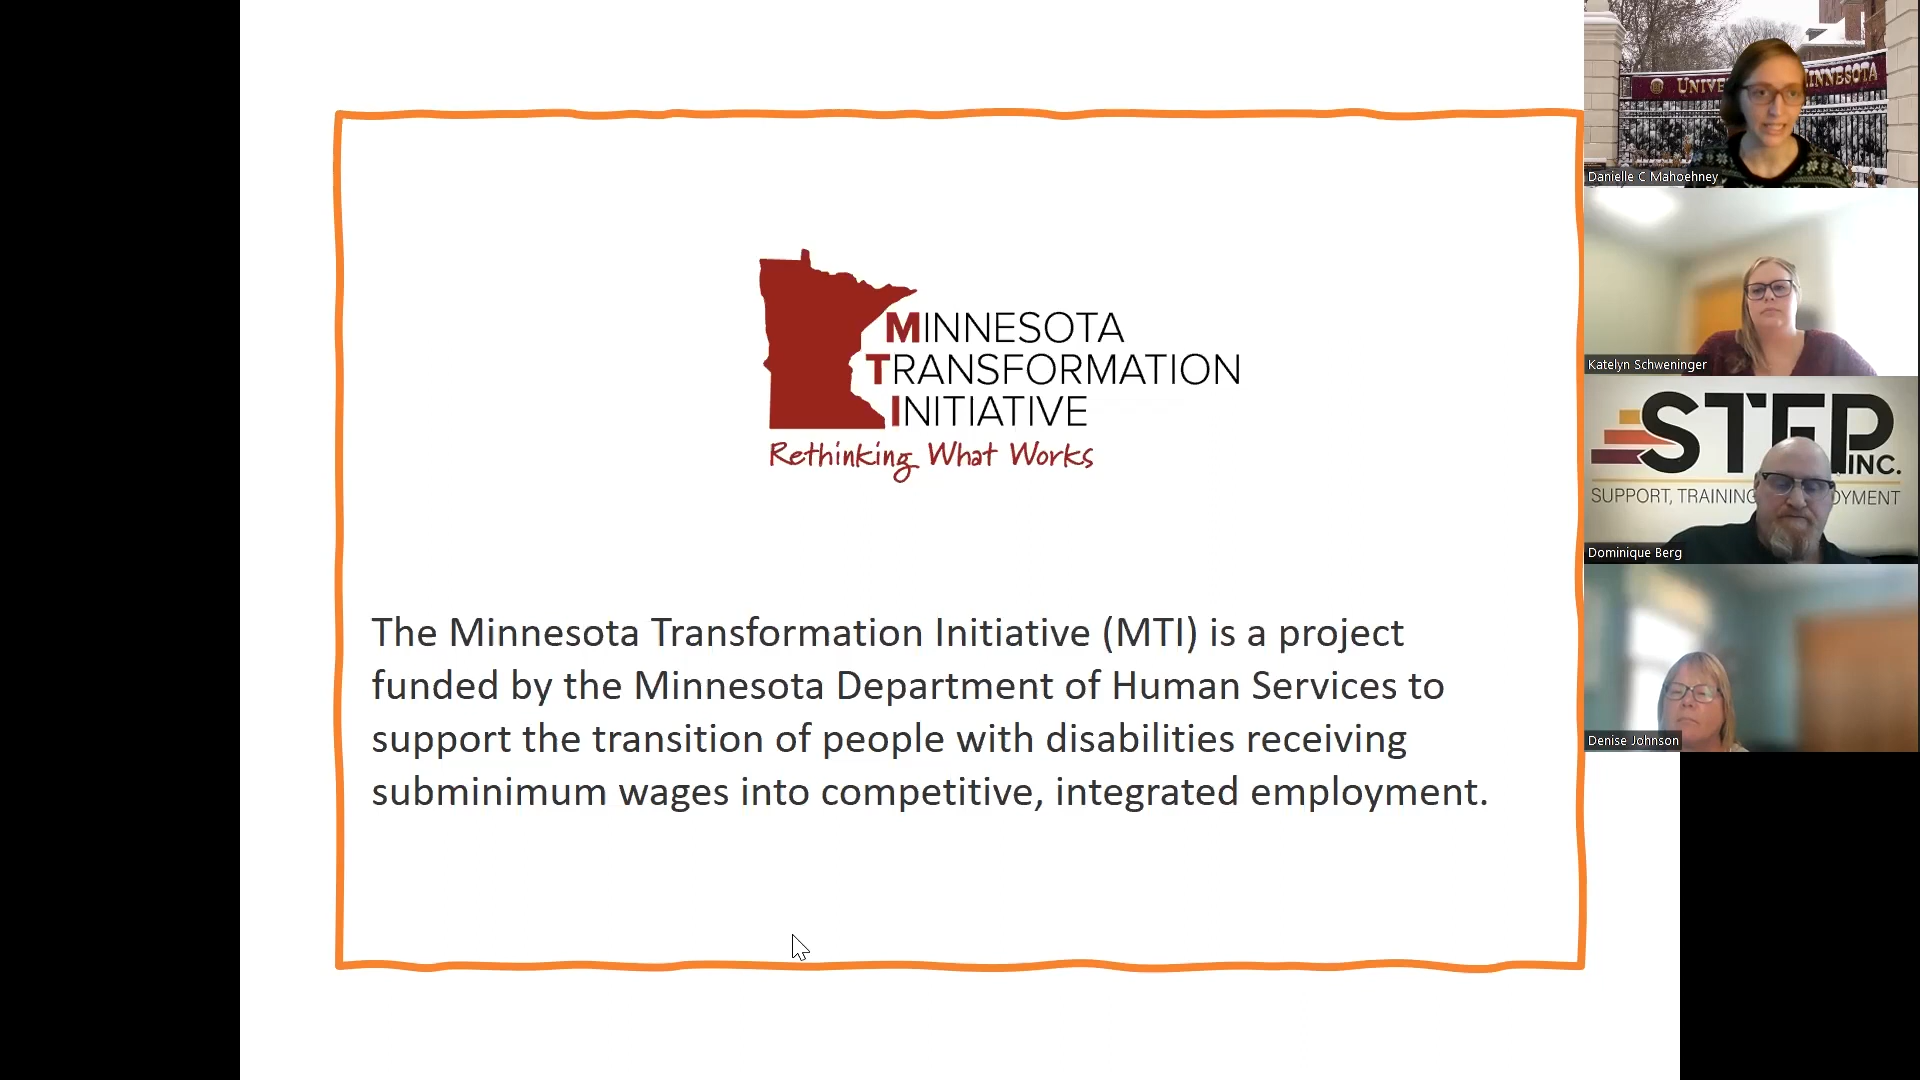 MINNESOTA
TRANSFORMATION
INITIATIVE
Rethinking What Works
The Minnesota Transformation Initiative (MTI) is a project
funded by the Minnesota Department of Human Services to
support the transition of people with disabilities receiving
subminimum wages into competitive, integrated employment.
Danielle C Mahoehney
Katelyn Schweninger
STEP
INC.
SUPPORT, TRAINING
Dominique Berg
Denise Johnson